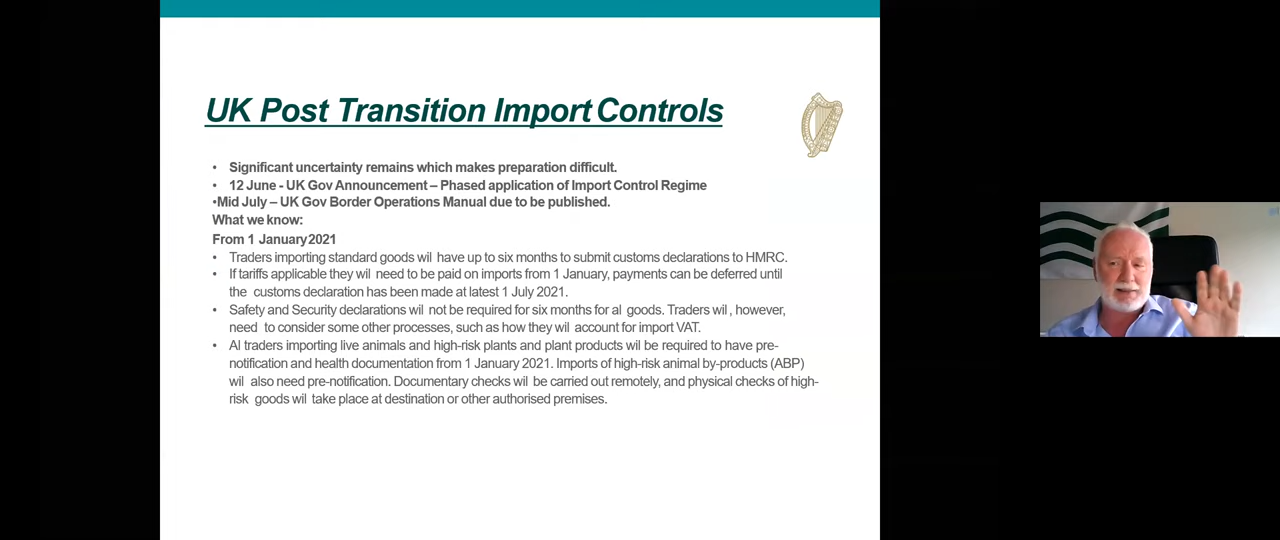 UK Post Transition Import Controls
• Significant uncertainty remains which makes preparation difficult.
• 12 June - UK Gov Announcement – Phased application of Import Control Regime
•Mid July – UK Gov Border Operations Manual due to be published.
What we know:
From 1 January 2021
• Traders importing standard goods wil have up to six months to submit customs declarations to HMRC.
• If tariffs applicable they wil need to be paid on imports from 1 January, payments can be deferred until
the customs declaration has been made at latest 1 July 2021.
• Safety and Security declarations wil not be required for six months for al goods. Traders wil, however,
need to consider some other processes, such as how they wil account for import VAT.
• Al traders importing live animals and high-risk plants and plant products wil be required to have pre-
notification and health documentation from 1 January 2021. Imports of high-risk animal by-products (ABP)
wil also need pre-notification. Documentary checks wil be carried out remotely, and physical checks of high-
risk goods wil take place at destination or other authorised premises.